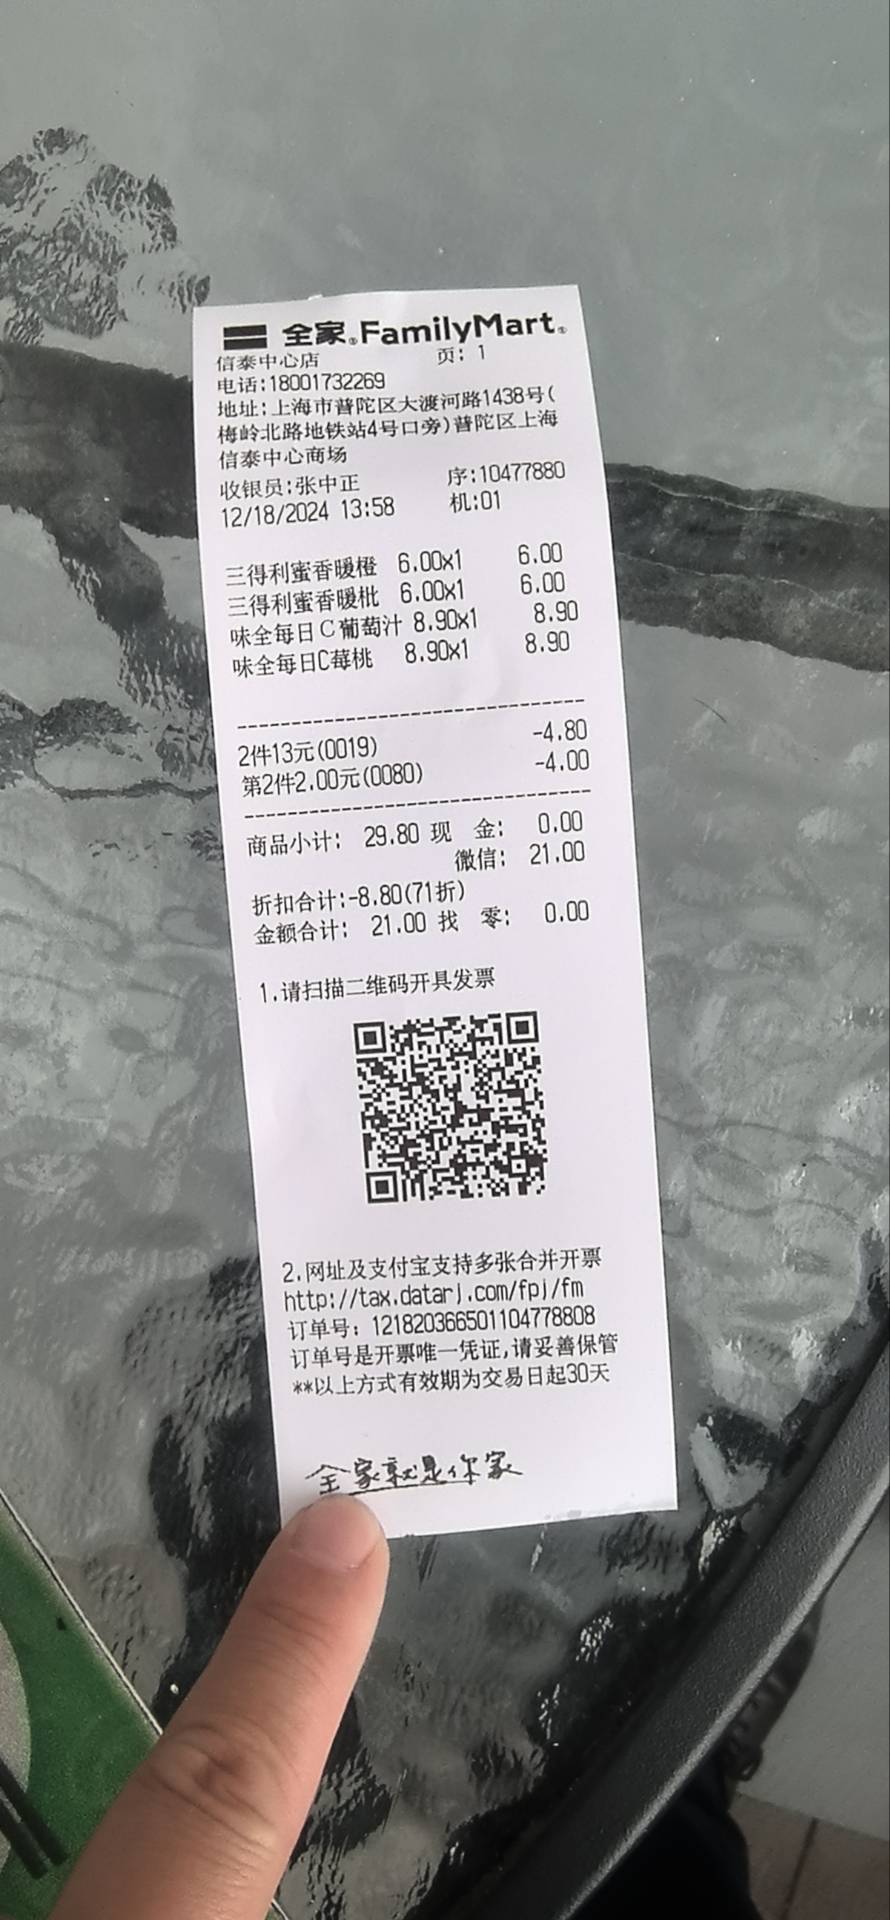 全家®FamilyMart®
信泰中心店 页: 1
电话:18001732269
地址:上海市普陀区大渡河路1438号(
梅岭北路地铁站4号口旁)普陀区上海
信泰中心商场
收银员:张中正 序:10477880
12/18/2024 13:58 机:01
三得利蜜香暖橙 6.00x1 6.00
三得利蜜香暖枇 6.00x1 6.00
味全每日C葡萄汁 8.90x1 8.90
味全每日C莓桃 8.90x1 8.90
2件13元(0019) -4.80
第2件2.00元(0080) -4.00
商品小计: 29.80 现 金: 0.00
微信: 21.00
折扣合计:-8.80(71折)
金额合计: 21.00 找 零: 0.00
1.请扫描二维码开具发票
2.网址及支付宝支持多张合并开票
http://tax.datarj.com/fpj/fm
订单号: 121820366501104778808
订单号是开票唯一凭证,请妥善保管
**以上方式有效期为交易日起30天
全家就是你家